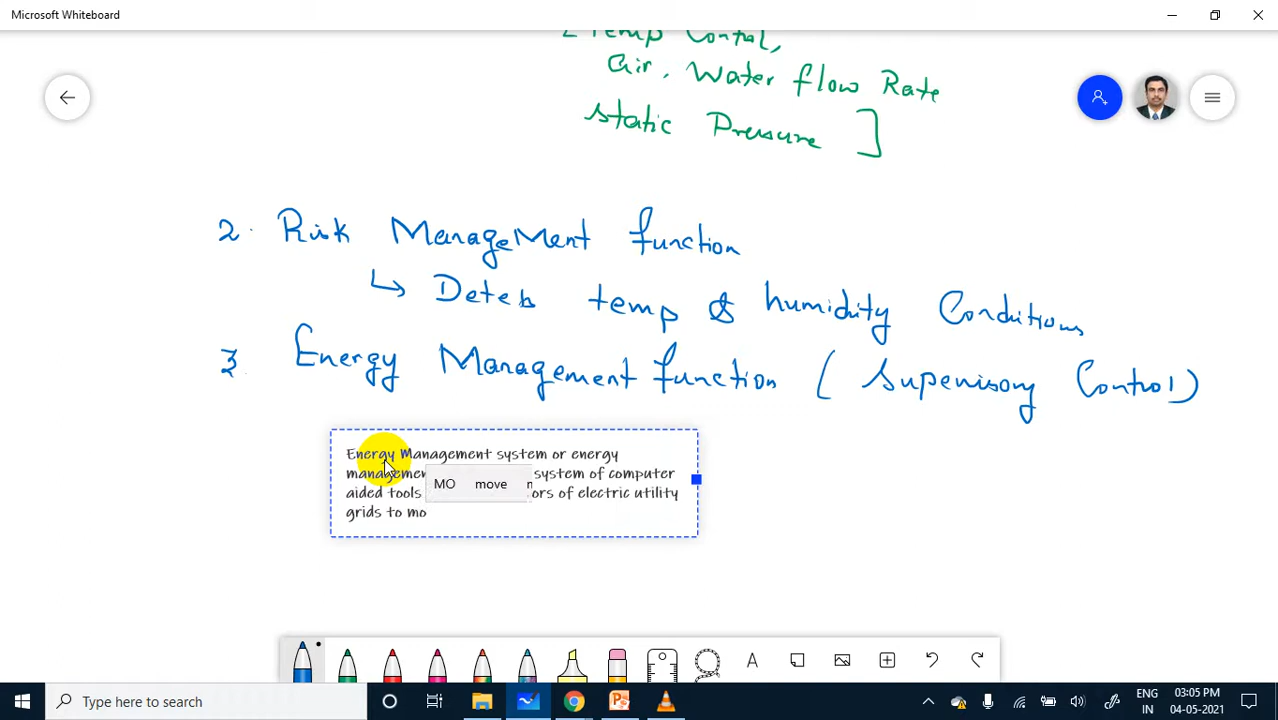 Microsoft Whiteboard
Temp Control,
air, Water flow Rate
static Pressure ]
2. Risk Management function
↳ Detects temp & humidity Conditions
3. Energy Management function ( Supervisory Control)
Energy Management system or energy
managemen system of computer
aided tools ors of electric utility
grids to mo
MO move
Type here to search
ENG
IN
03:05 PM
04-05-2021